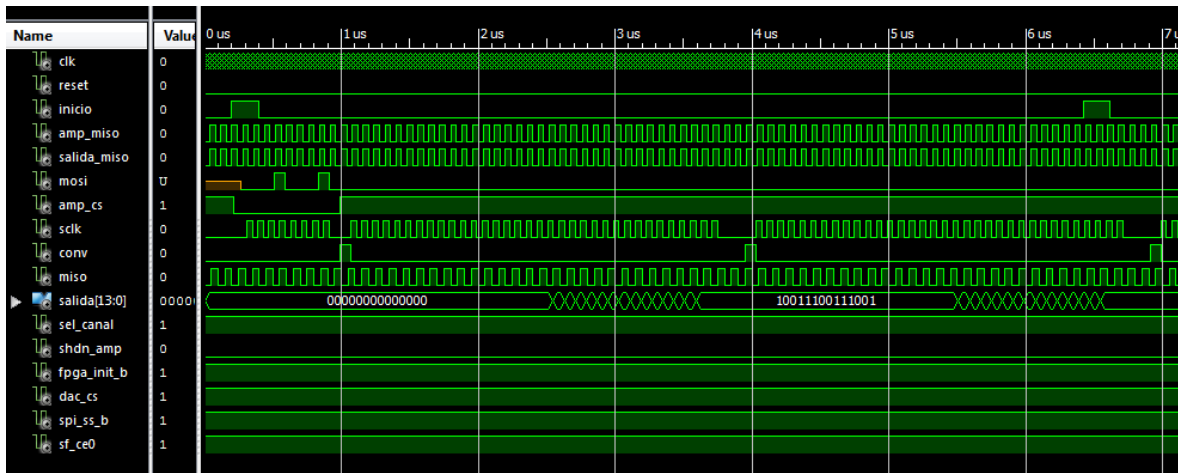 Name Value 0 us 1 us 2 us 3 us 4 us 5 us 6 us
clk 0
reset 0
inicio 0
amp_miso 0
salida_miso 0
mosi U
amp_cs 1
sclk 0
conv 0
miso 0
salida[13:0] 00000 00000000000000 10011100111001
sel_canal 1
shdn_amp 0
fpga_init_b 1
dac_cs 1
spi_ss_b 1
sf_ce0 1